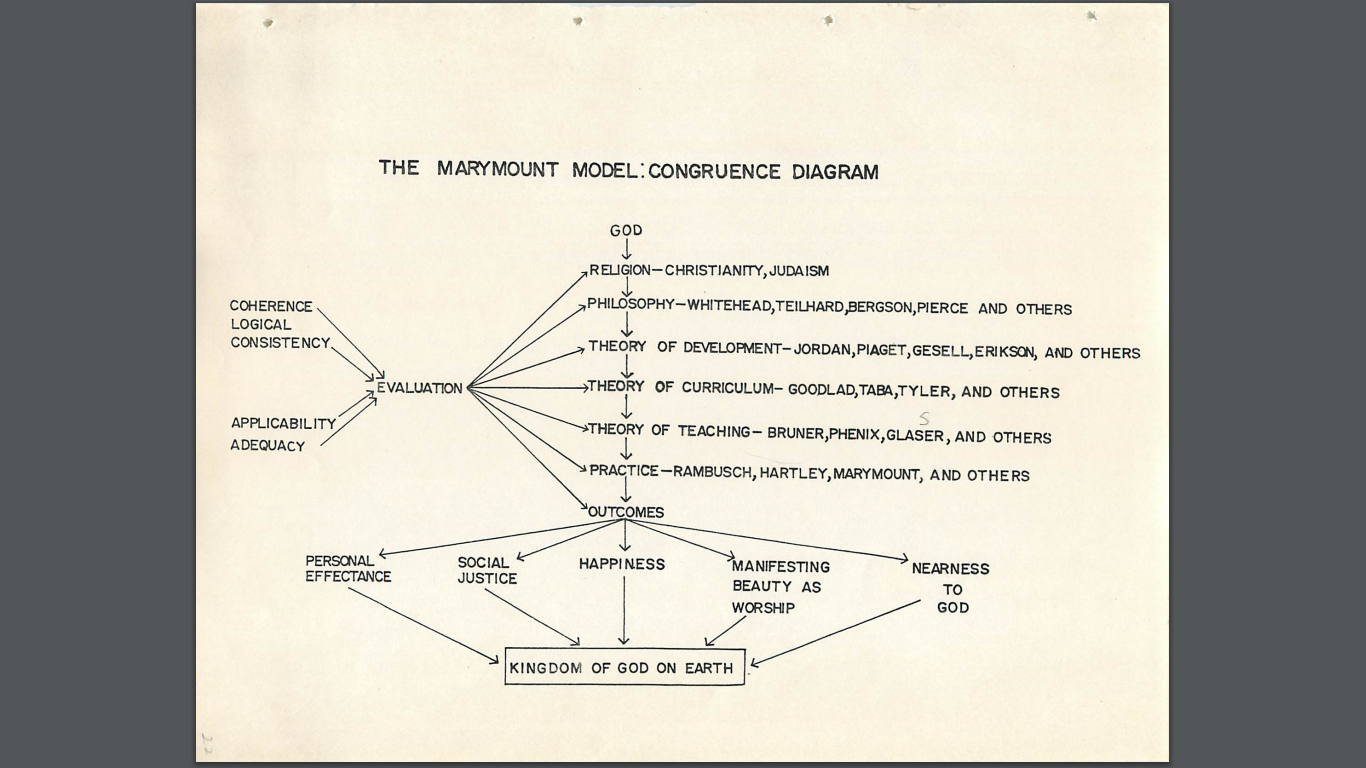 THE MARYMOUNT MODEL: CONGRUENCE DIAGRAM
GOD
RELIGION—CHRISTIANITY, JUDAISM
PHILOSOPHY—WHITEHEAD, TEILHARD, BERGSON, PIERCE AND OTHERS
THEORY OF DEVELOPMENT—JORDAN, PIAGET, GESELL, ERIKSON, AND OTHERS
THEORY OF CURRICULUM—GOODLAD, TABA, TYLER, AND OTHERS
S
THEORY OF TEACHING—BRUNER, PHENIX, GLASER, AND OTHERS
PRACTICE—RAMBUSCH, HARTLEY, MARYMOUNT, AND OTHERS
OUTCOMES
COHERENCE
LOGICAL
CONSISTENCY
EVALUATION
APPLICABILITY
ADEQUACY
PERSONAL
EFFECTANCE
SOCIAL
JUSTICE
HAPPINESS
MANIFESTING
BEAUTY AS
WORSHIP
NEARNESS
TO
GOD
KINGDOM OF GOD ON EARTH
22